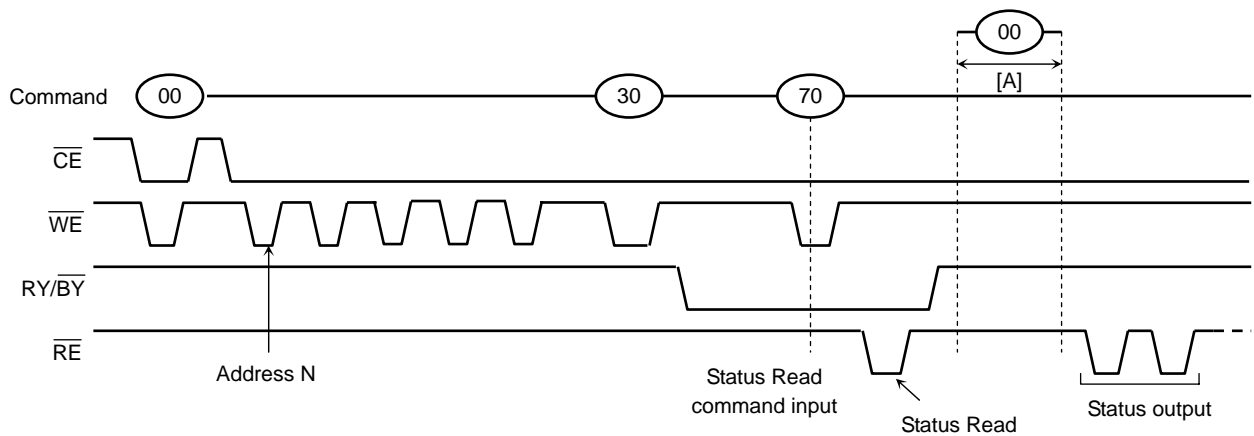 00
[A]
Command
00
30
70
CE
WE
RY/BY
RE
Address N
Status Read
command input
Status Read
Status output